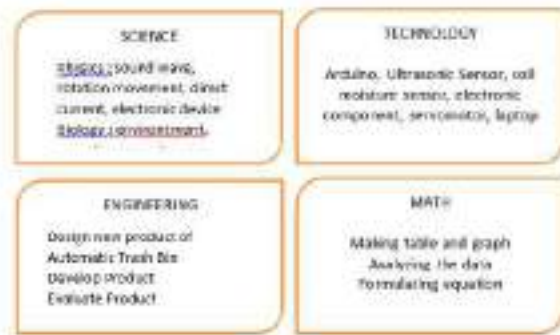 SCIENCE
Physics : sound wave,
rotation movement, direct
current, electronic device
Biology : environment.
TECHNOLOGY
Arduino, Ultrasonic Sensor, soil
moisture sensor, electronic
component, servomotor, laptop
ENGINEERING
Design new product of
Automatic Trash Bin
Develop Product
Evaluate Product
MATH
Making table and graph
Analyzing the data
Formulating equation